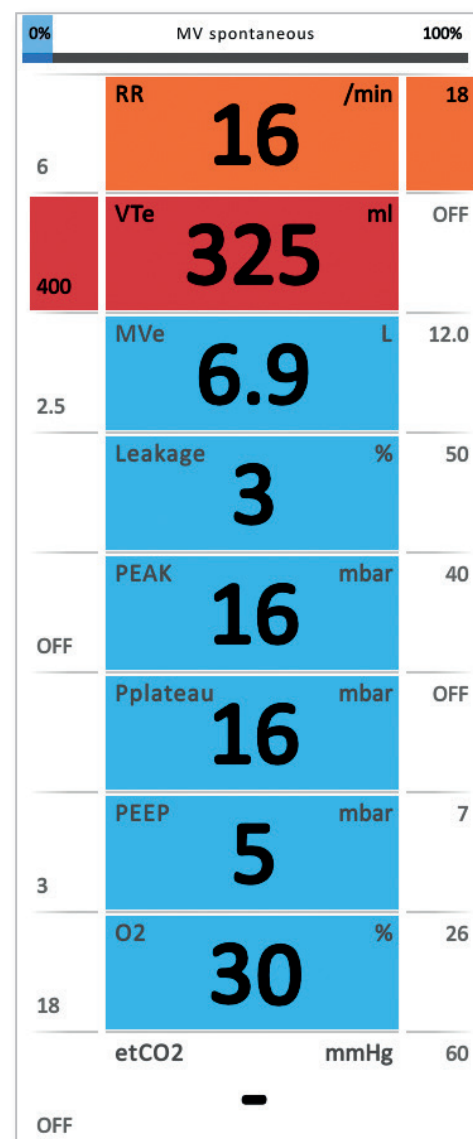 0% MV spontaneous 100%
RR /min 18
16
6
VTe ml OFF
325
400
MVe L 12.0
6.9
2.5
Leakage % 50
3
PEAK mbar 40
16
OFF
Pplateau mbar OFF
16
PEEP mbar 7
5
3
O2 % 26
30
18
etCO2 mmHg 60
-
OFF